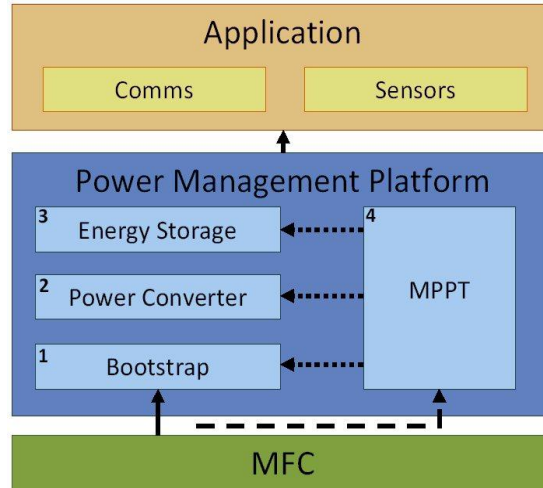 Application
Comms
Sensors
Power Management Platform
3
Energy Storage
4
MPPT
2
Power Converter
1
Bootstrap
MFC